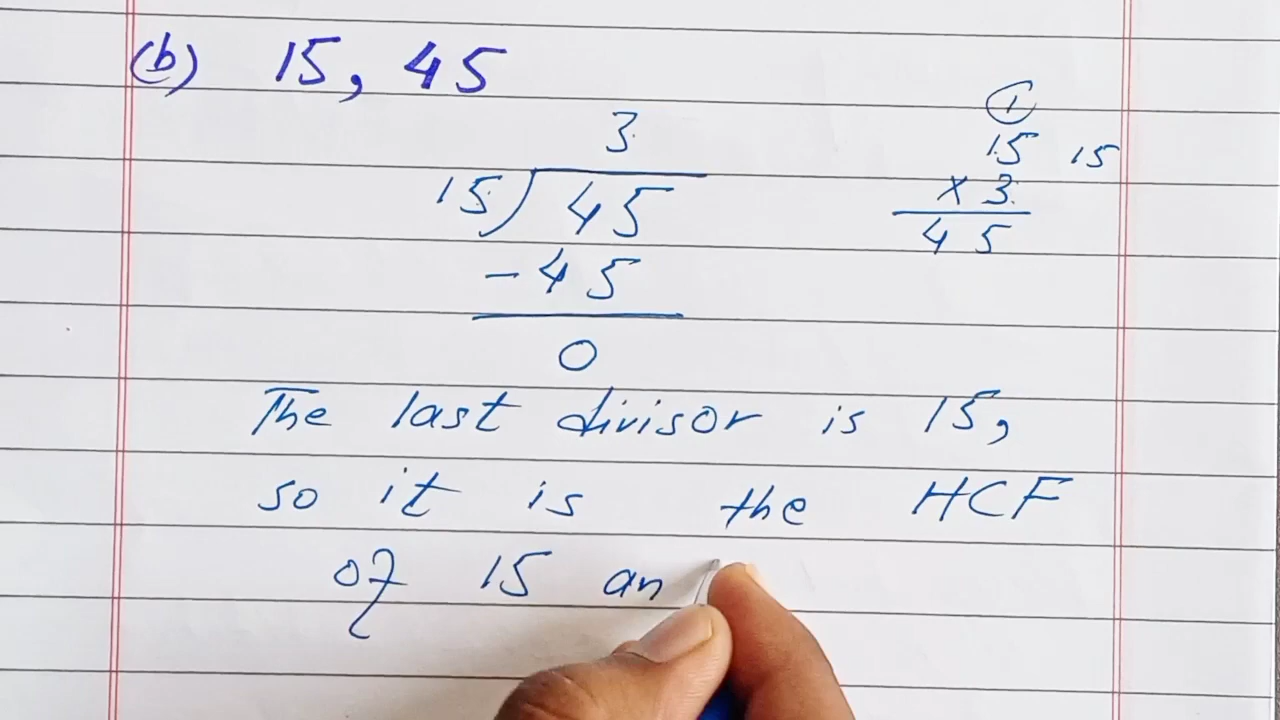 (b) 15, 45
3
15 ) 45
- 45
0
1
15 15
× 3
45
The last divisor is 15,
so it is the HCF
of 15 an